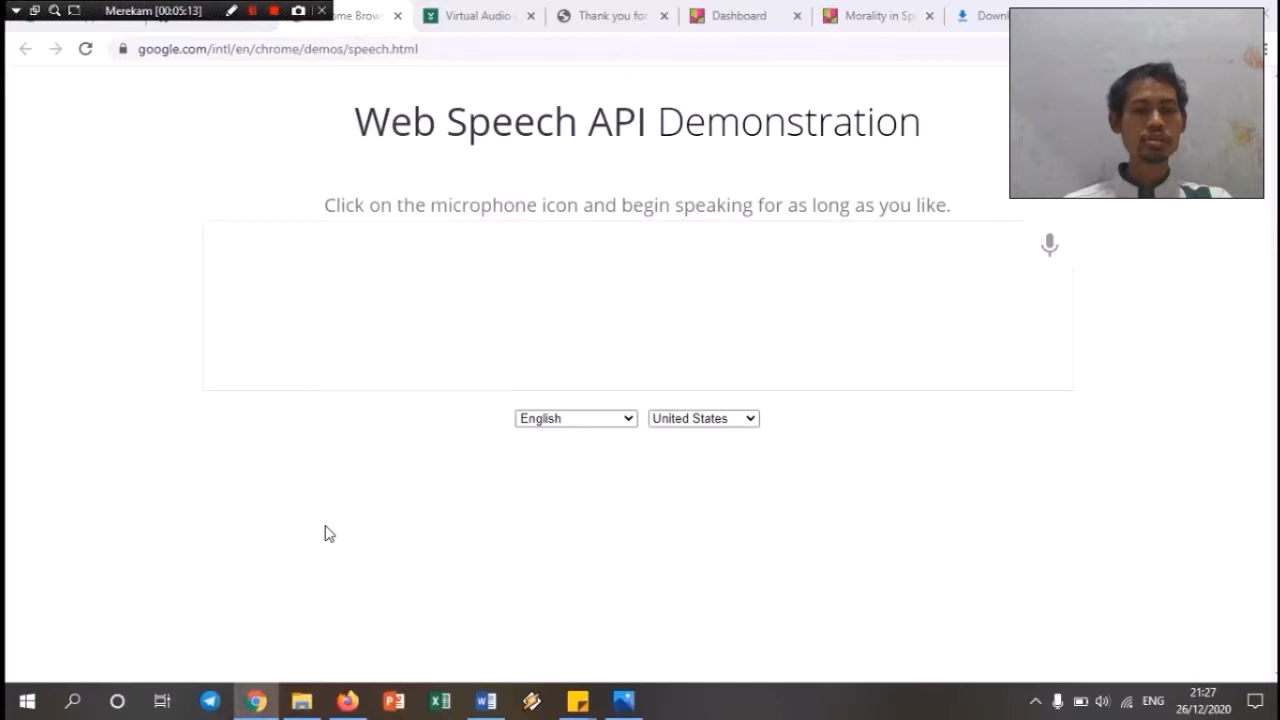 Merekam [00:05:13]
ome Brow
Virtual Audio
Thank you for
Dashboard
Morality in Sp
Downl
google.com/intl/en/chrome/demos/speech.html
Web Speech API Demonstration
Click on the microphone icon and begin speaking for as long as you like.
English
United States
ENG
21:27
26/12/2020